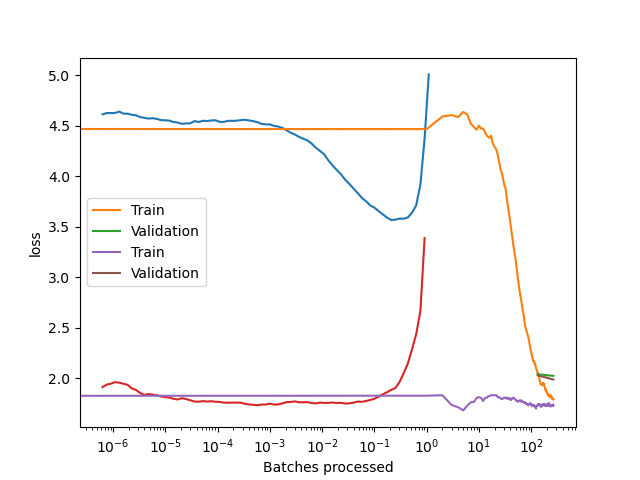 5.0
4.5
4.0
3.5
3.0
2.5
2.0
loss
Train
Validation
Train
Validation
10⁻⁶ 10⁻⁵ 10⁻⁴ 10⁻³ 10⁻² 10⁻¹ 10⁰ 10¹ 10²
Batches processed